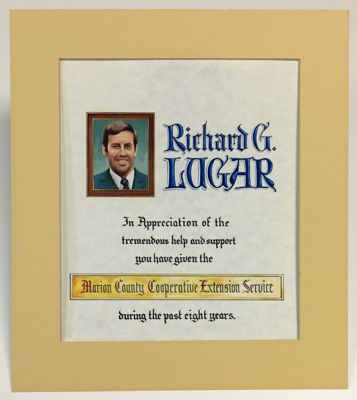 Richard G.
LUGAR
In Appreciation of the
tremendous help and support
you have given the
Marion County Cooperative Extension Service
during the past eight years.